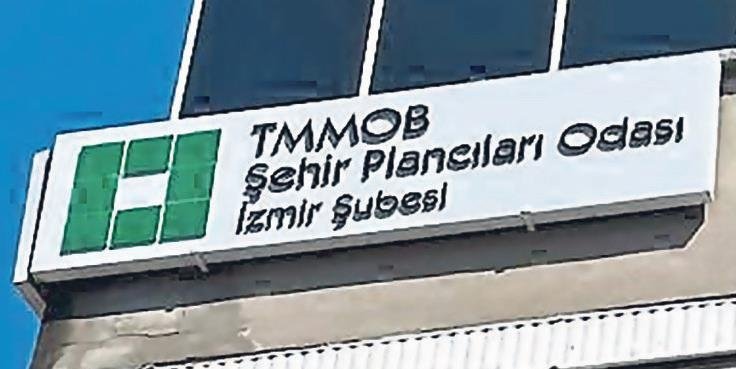 TMMOB
Şehir Plancıları Odası
İzmir Şubesi